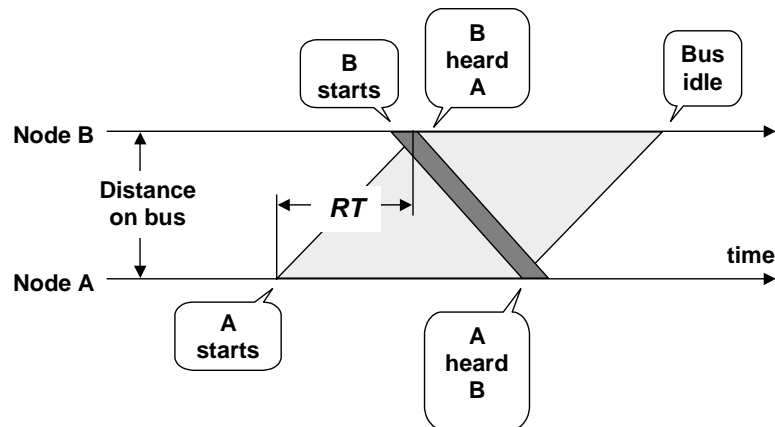 B
starts
B
heard
A
Bus
idle
Node B
Distance
on bus
RT
time
Node A
A
starts
A
heard
B